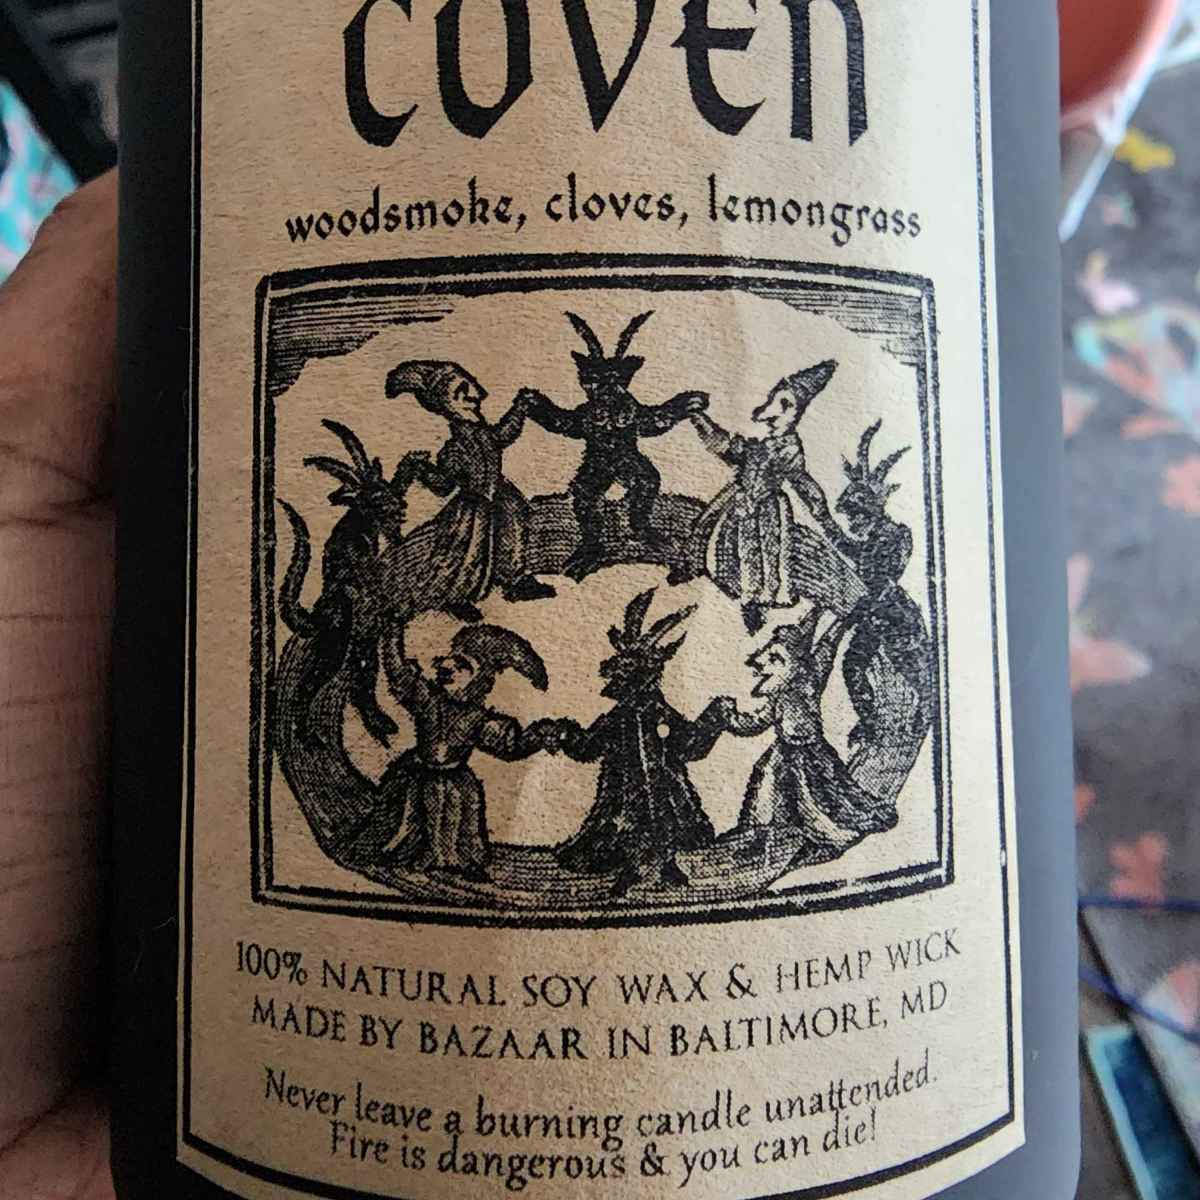 COVEN
woodsmoke, cloves, lemongrass
100% NATURAL SOY WAX & HEMP WICK
MADE BY BAZAAR IN BALTIMORE, MD
Never leave a burning candle unattended.
Fire is dangerous & you can die!